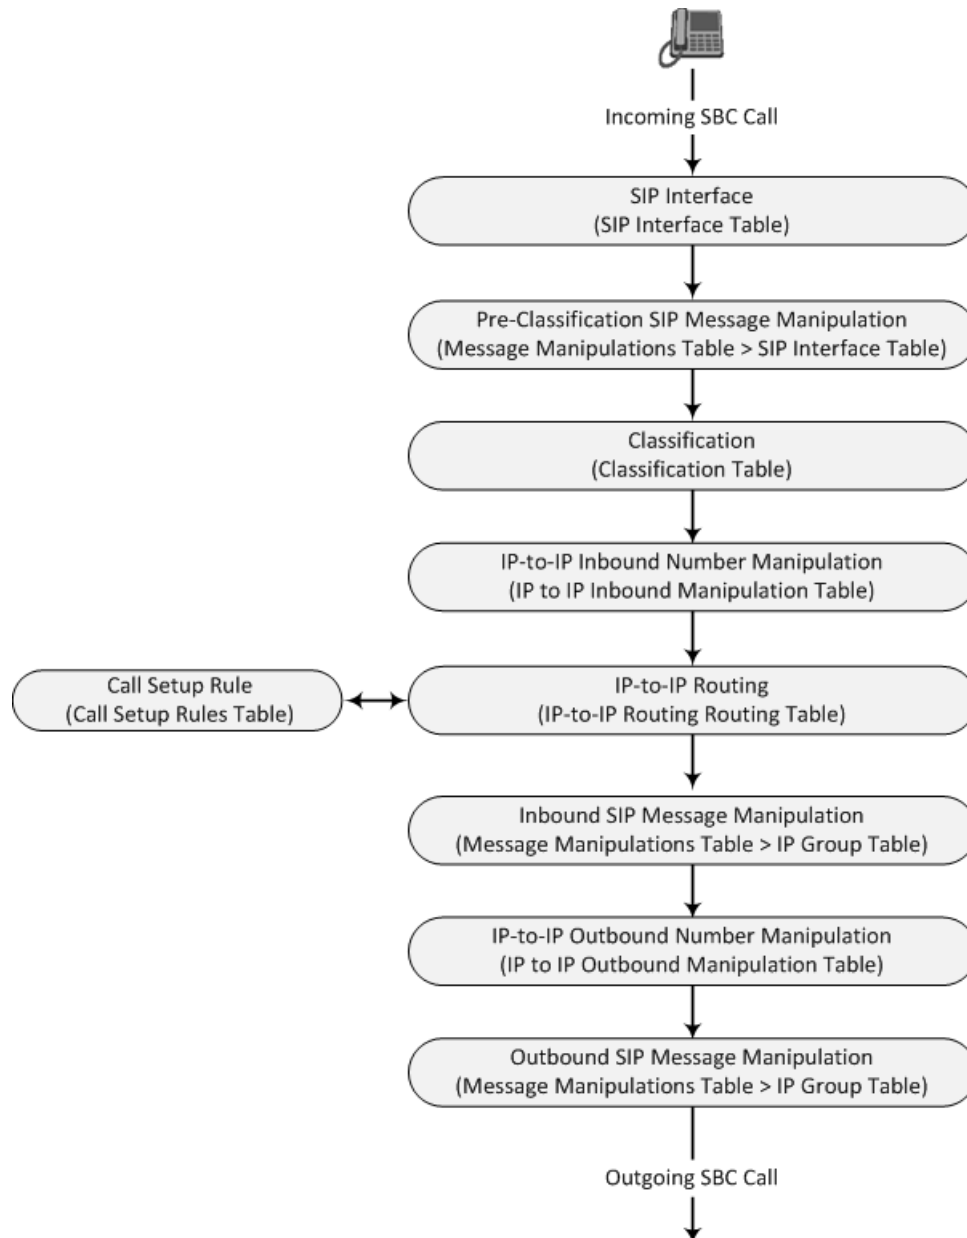 Incoming SBC Call
SIP Interface
(SIP Interface Table)
Pre-Classification SIP Message Manipulation
(Message Manipulations Table > SIP Interface Table)
Classification
(Classification Table)
IP-to-IP Inbound Number Manipulation
(IP to IP Inbound Manipulation Table)
Call Setup Rule
(Call Setup Rules Table)
IP-to-IP Routing
(IP-to-IP Routing Routing Table)
Inbound SIP Message Manipulation
(Message Manipulations Table > IP Group Table)
IP-to-IP Outbound Number Manipulation
(IP to IP Outbound Manipulation Table)
Outbound SIP Message Manipulation
(Message Manipulations Table > IP Group Table)
Outgoing SBC Call